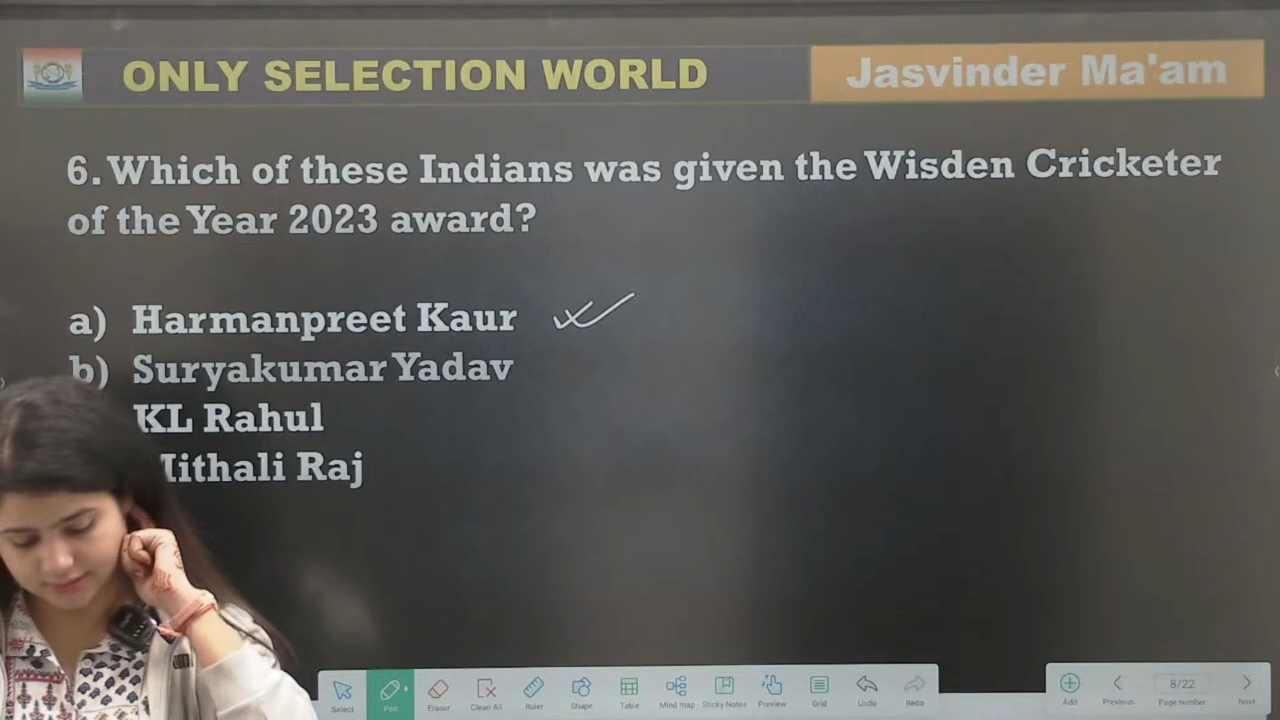 ONLY SELECTION WORLD
Jasvinder Ma'am
6. Which of these Indians was given the Wisden Cricketer
of the Year 2023 award?
a) Harmanpreet Kaur
b) Suryakumar Yadav
KL Rahul
Raj
Select Pen Eraser Clean All Ruler Shape Table Mind map Sticky-Notes Preview Grid Undo Redo
Add Previous 8/22 Page number Next